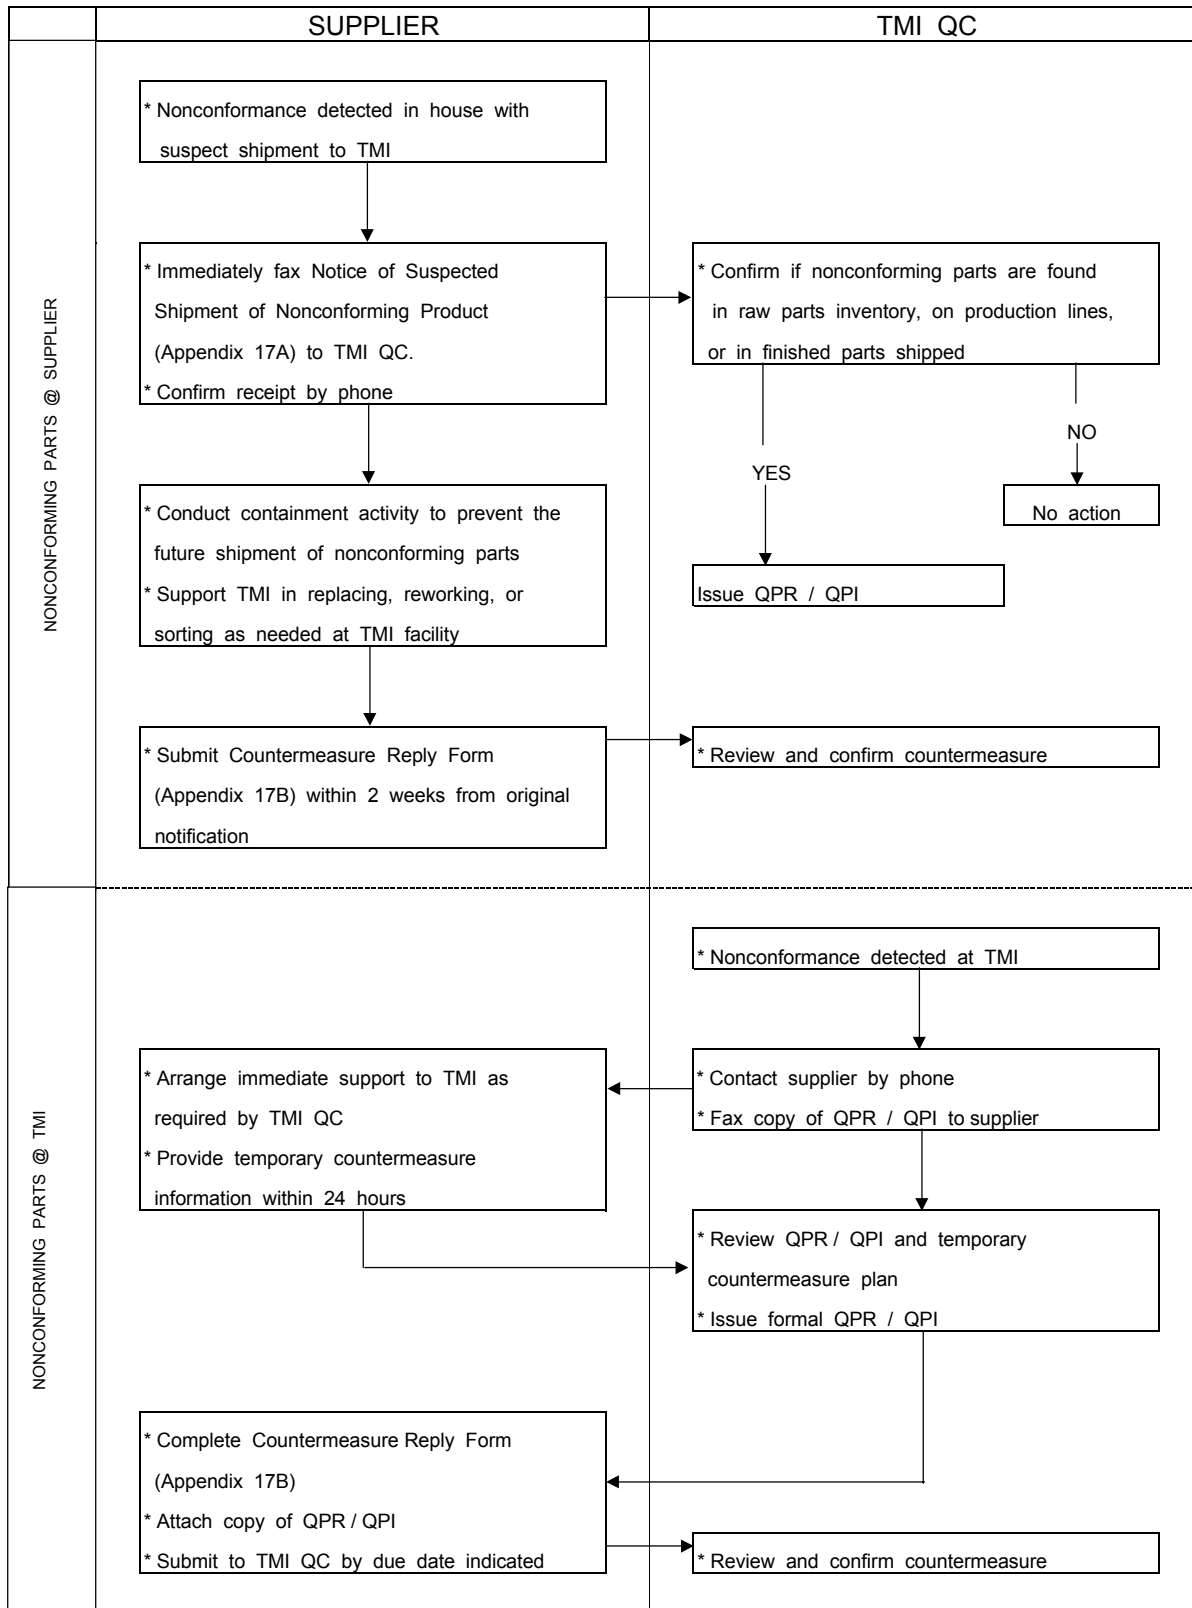 SUPPLIER
TMI QC
NONCONFORMING PARTS @ SUPPLIER
* Nonconformance detected in house with
suspect shipment to TMI
* Immediately fax Notice of Suspected
Shipment of Nonconforming Product
(Appendix 17A) to TMI QC.
* Confirm receipt by phone
* Confirm if nonconforming parts are found
in raw parts inventory, on production lines,
or in finished parts shipped
YES
NO
No action
Issue QPR / QPI
* Conduct containment activity to prevent the
future shipment of nonconforming parts
* Support TMI in replacing, reworking, or
sorting as needed at TMI facility
* Submit Countermeasure Reply Form
(Appendix 17B) within 2 weeks from original
notification
* Review and confirm countermeasure
NONCONFORMING PARTS @ TMI
* Nonconformance detected at TMI
* Contact supplier by phone
* Fax copy of QPR / QPI to supplier
* Arrange immediate support to TMI as
required by TMI QC
* Provide temporary countermeasure
information within 24 hours
* Review QPR / QPI and temporary
countermeasure plan
* Issue formal QPR / QPI
* Complete Countermeasure Reply Form
(Appendix 17B)
* Attach copy of QPR / QPI
* Submit to TMI QC by due date indicated
* Review and confirm countermeasure